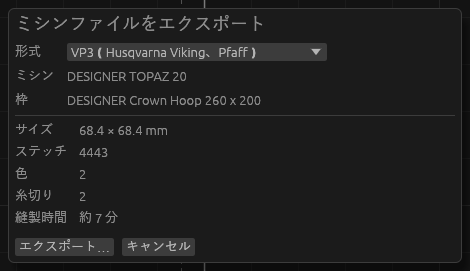 ミシンファイルをエクスポート
形式 VP3 ( Husqvarna Viking、Pfaff )
ミシン DESIGNER TOPAZ 20
枠 DESIGNER Crown Hoop 260 x 200
サイズ 68.4 × 68.4 mm
ステッチ 4443
色 2
糸切り 2
縫製時間 約 7 分
エクスポート... キャンセル